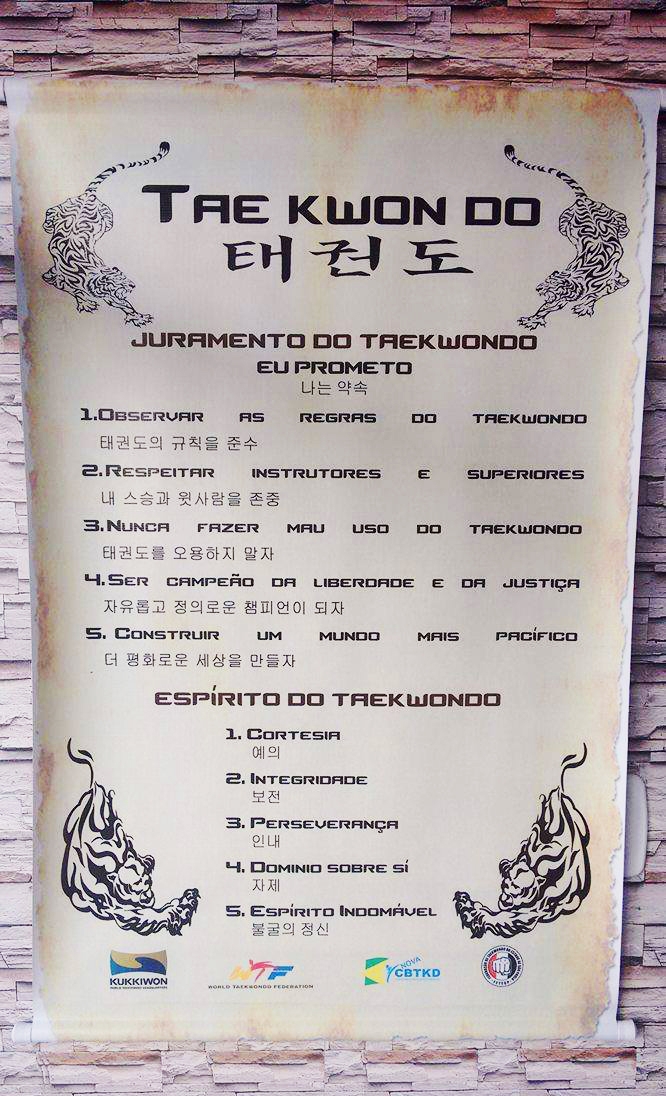 TAE KWON DO
태권도
JURAMENTO DO TAEKWONDO
EU PROMETO
나는 약속
1.OBSERVAR AS REGRAS DO TAEKWONDO
태권도의 규칙을 준수
2.RESPEITAR INSTRUTORES E SUPERIORES
내 스승과 윗사람을 존중
3.NUNCA FAZER MAU USO DO TAEKWONDO
태권도를 오용하지 말자
4.SER CAMPEÃO DA LIBERDADE E DA JUSTIÇA
자유롭고 정의로운 챔피언이 되자
5. CONSTRUIR UM MUNDO MAIS PACÍFICO
더 평화로운 세상을 만들자
ESPÍRITO DO TAEKWONDO
1. CORTESIA
예의
2. INTEGRIDADE
보전
3. PERSEVERANÇA
인내
4. DOMINIO SOBRE SÍ
자제
5. ESPÍRITO INDOMÁVEL
불굴의 정신
KUKKIWON
WORLD TAEKWONDO HEADQUARTERS
WTF
WORLD TAEKWONDO FEDERATION
NOVA
CBTKD